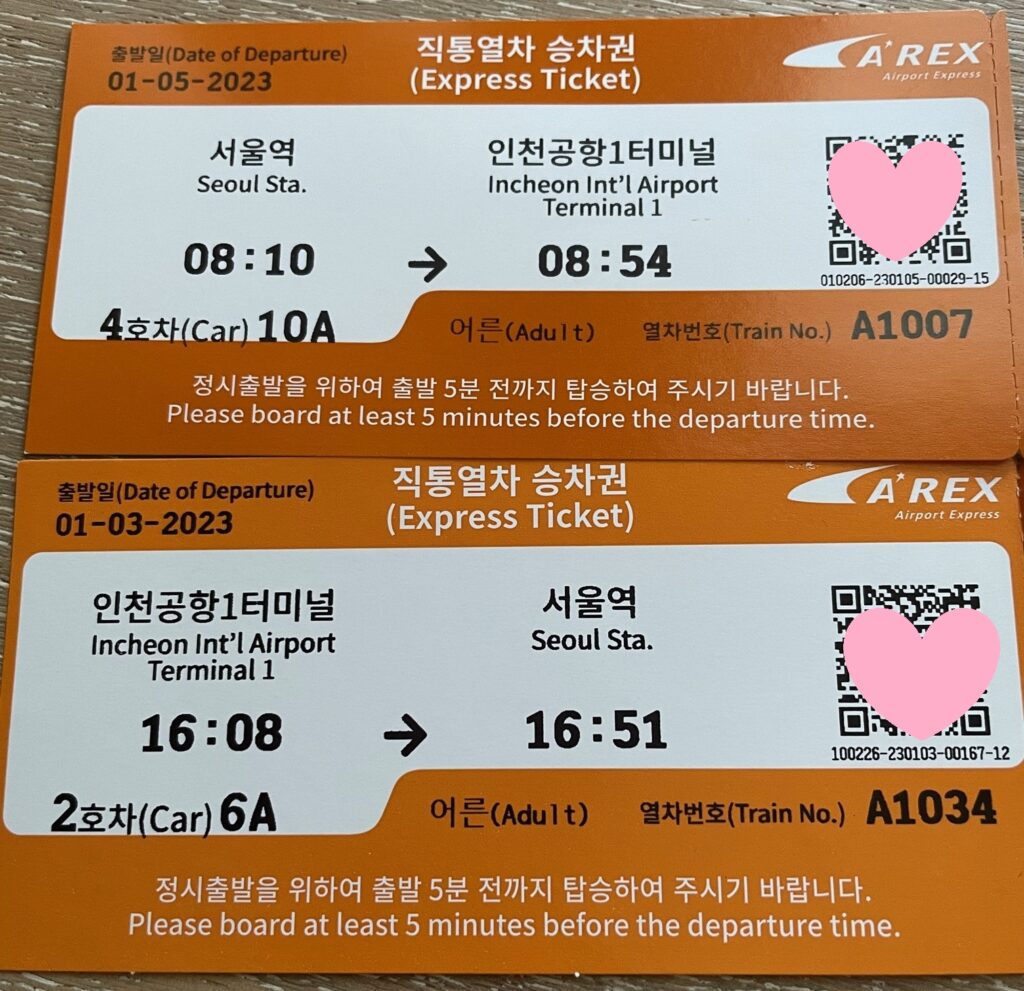 출발일(Date of Departure)
01-05-2023
직통열차 승차권
(Express Ticket)
A*REX
Airport Express
서울역
Seoul Sta.
인천공항1터미널
Incheon Int'l Airport
Terminal 1
08:10 → 08:54
010206-230105-00029-15
4호차(Car) 10A
어른(Adult)
열차번호(Train No.) A1007
정시출발을 위하여 출발 5분 전까지 탑승하여 주시기 바랍니다.
Please board at least 5 minutes before the departure time.
출발일(Date of Departure)
01-03-2023
직통열차 승차권
(Express Ticket)
A*REX
Airport Express
인천공항1터미널
Incheon Int'l Airport
Terminal 1
서울역
Seoul Sta.
16:08 → 16:51
100226-230103-00167-12
2호차(Car) 6A
어른(Adult)
열차번호(Train No.) A1034
정시출발을 위하여 출발 5분 전까지 탑승하여 주시기 바랍니다.
Please board at least 5 minutes before the departure time.